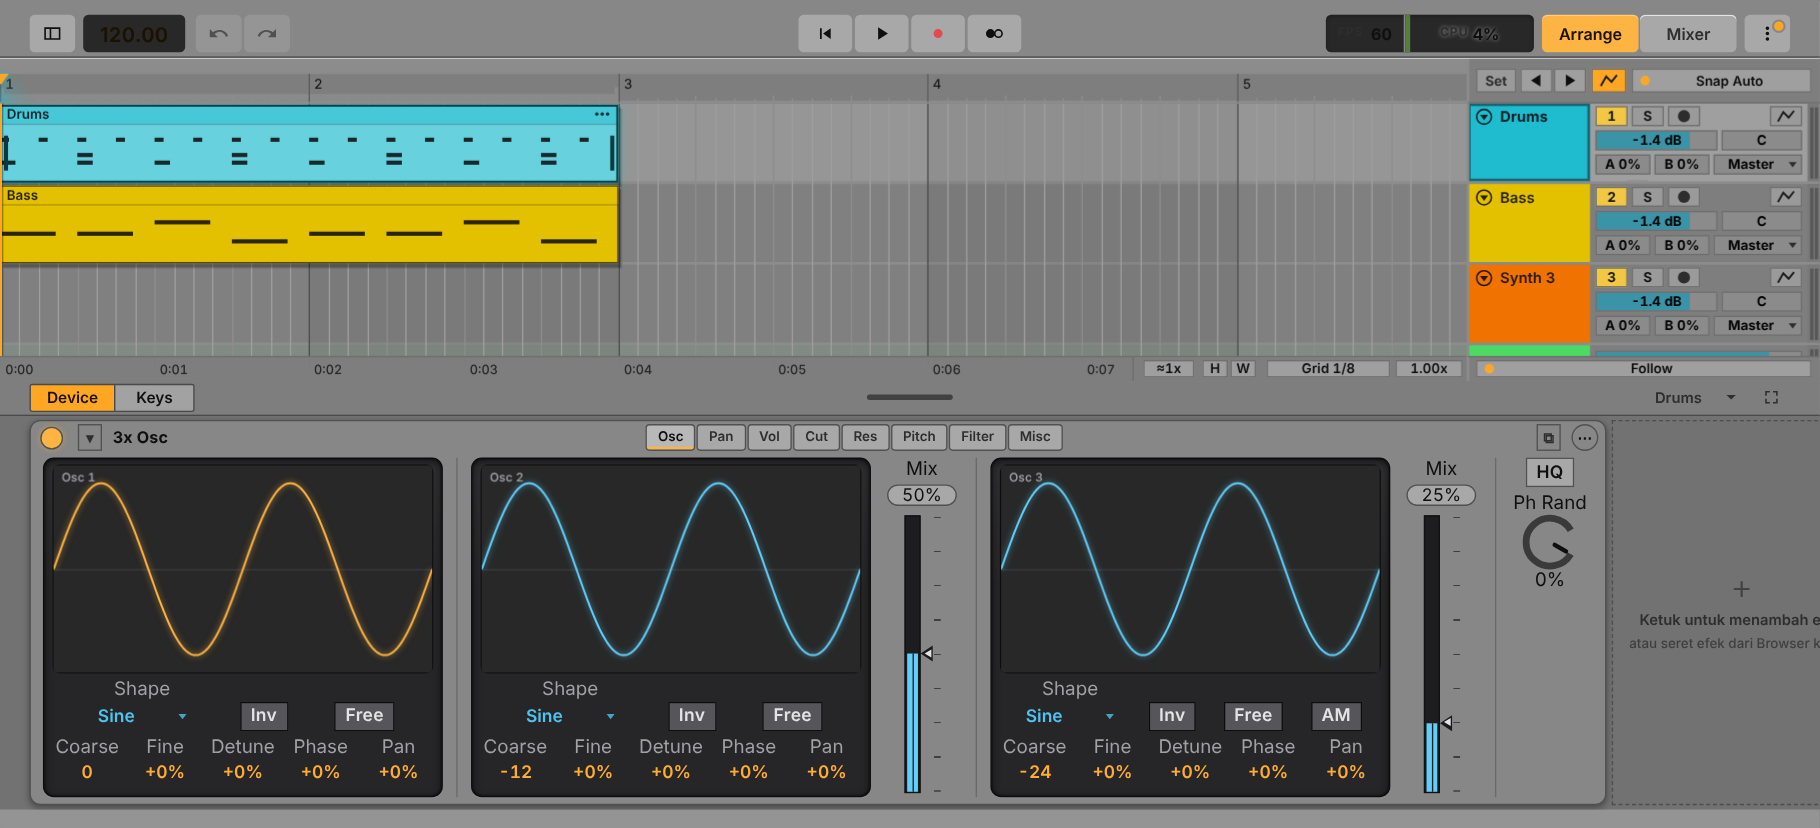 120.00
FPS 60
CPU 4%
Arrange
Mixer
1 2 3 4 5
Set
Snap Auto
Drums
Drums
1 S
-1.4 dB C
A 0% B 0% Master
Bass
Bass
2 S
-1.4 dB C
A 0% B 0% Master
Synth 3
3 S
-1.4 dB C
A 0% B 0% Master
0:00 0:01 0:02 0:03 0:04 0:05 0:06 0:07
≈1x H W Grid 1/8 1.00x
Follow
Device Keys
Drums
3x Osc
Osc Pan Vol Cut Res Pitch Filter Misc
Osc 1
Shape
Sine Inv Free
Coarse Fine Detune Phase Pan
0 +0% +0% +0% +0%
Osc 2
Shape
Sine Inv Free
Coarse Fine Detune Phase Pan
-12 +0% +0% +0% +0%
Mix
50%
Osc 3
Shape
Sine Inv Free AM
Coarse Fine Detune Phase Pan
-24 +0% +0% +0% +0%
Mix
25%
HQ
Ph Rand
0%
Ketuk untuk menambah e
atau seret efek dari Browser k